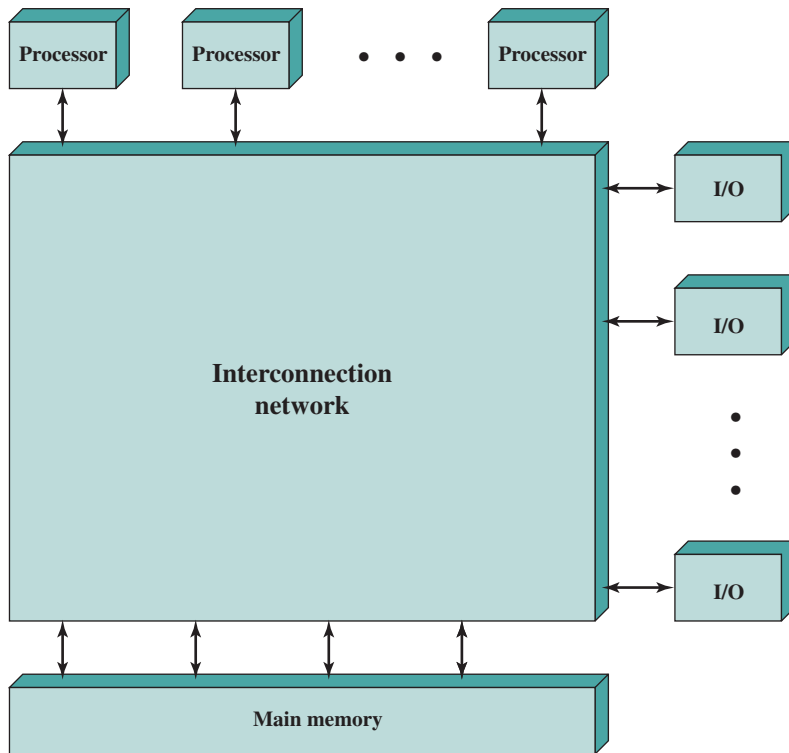 Processor
Processor
Processor
I/O
I/O
Interconnection
network
I/O
Main memory